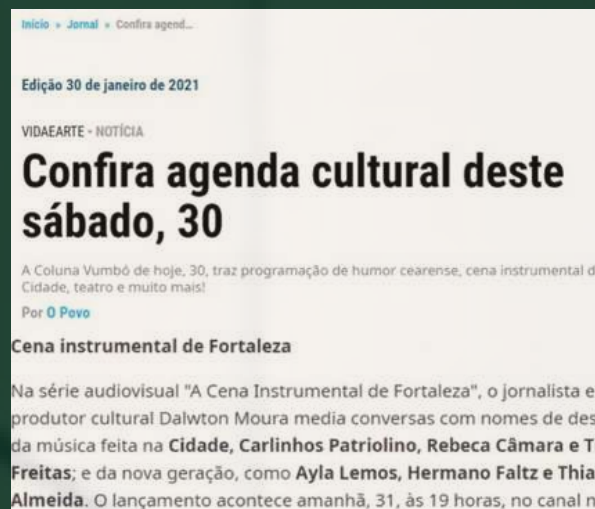 Início » Jornal » Confira agend...
Edição 30 de janeiro de 2021
VIDAEARTE - NOTÍCIA
Confira agenda cultural deste
sábado, 30
A Coluna Vumbó de hoje, 30, traz programação de humor cearense, cena instrumental d
Cidade, teatro e muito mais!
Por O Povo
Cena instrumental de Fortaleza
Na série audiovisual "A Cena Instrumental de Fortaleza", o jornalista e
produtor cultural Dalwton Moura media conversas com nomes de des
da música feita na Cidade, Carlinhos Patriolino, Rebeca Câmara e T
Freitas; e da nova geração, como Ayla Lemos, Hermano Faltz e Thia
Almeida. O lançamento acontece amanhã, 31, às 19 horas, no canal n